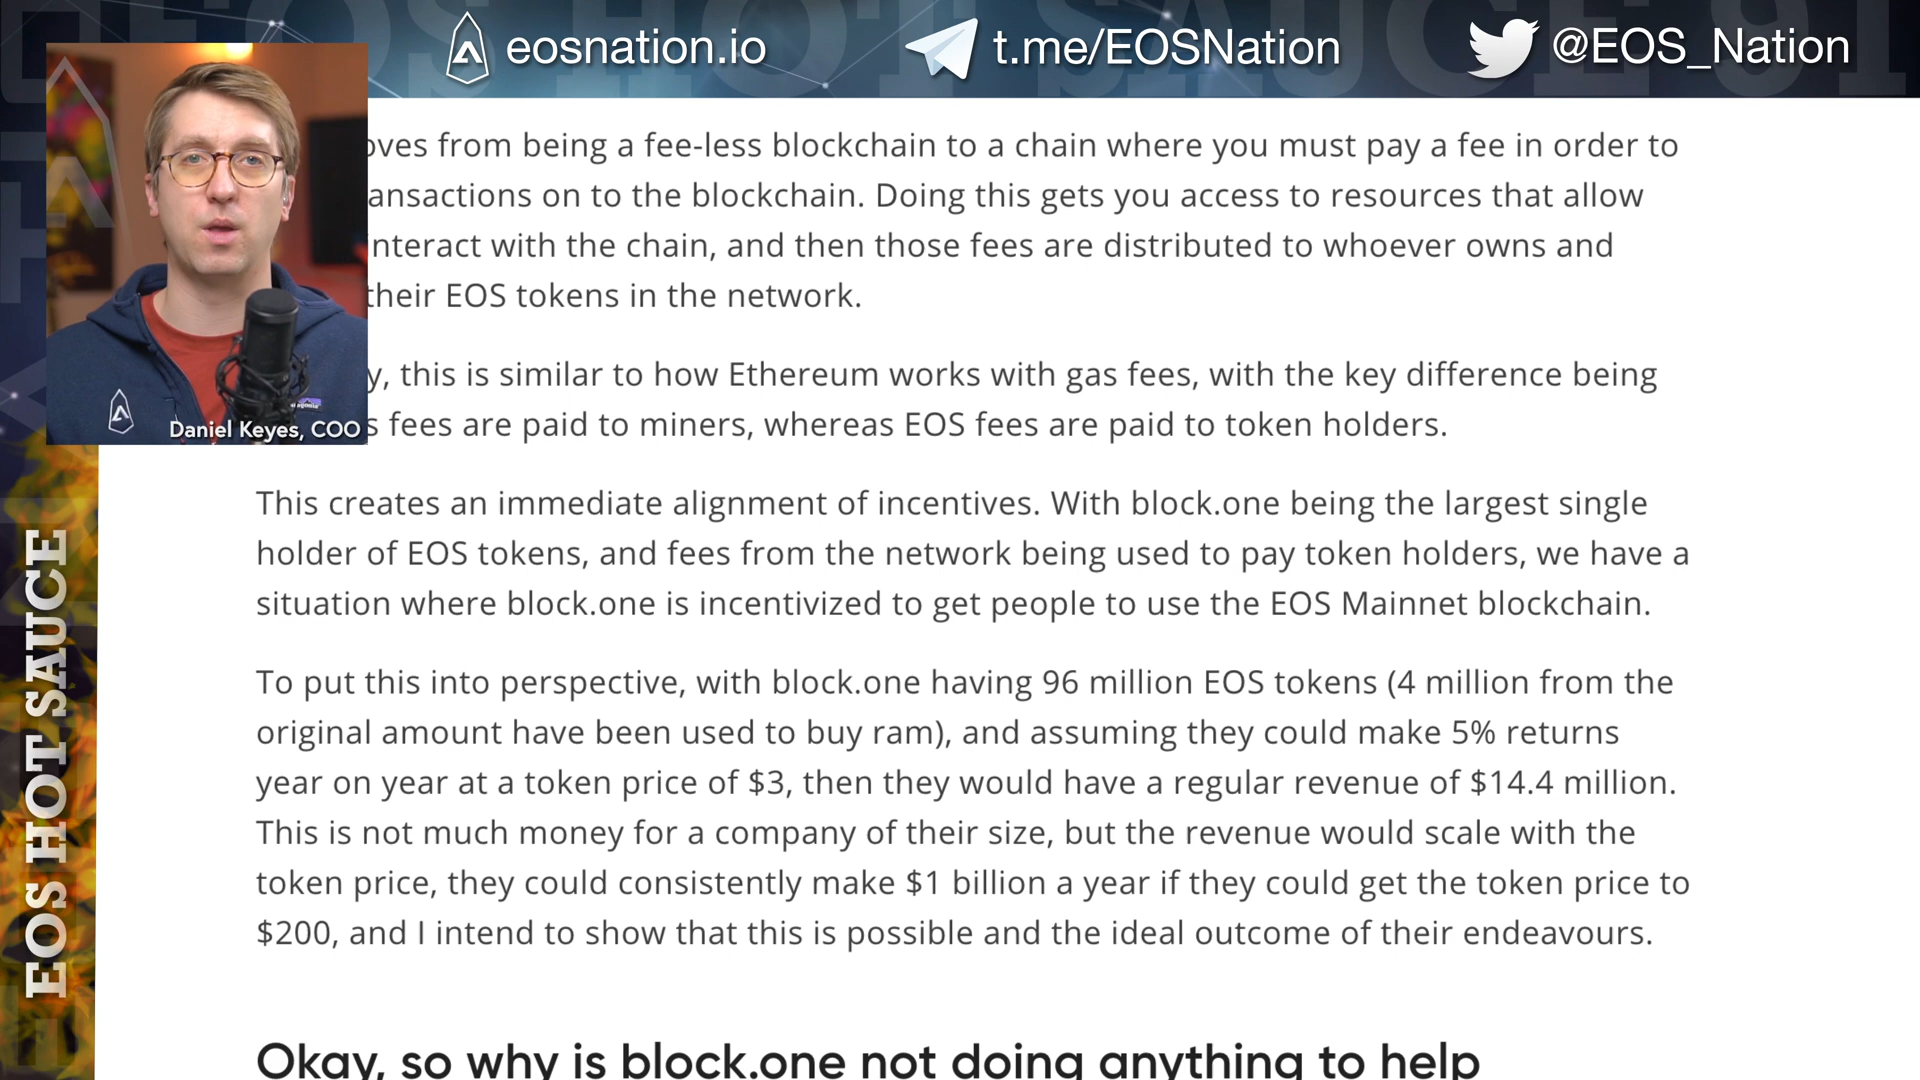 eosnation.io
t.me/EOSNation
@EOS_Nation
oves from being a fee-less blockchain to a chain where you must pay a fee in order to
ansactions on to the blockchain. Doing this gets you access to resources that allow
nteract with the chain, and then those fees are distributed to whoever owns and
their EOS tokens in the network.
y, this is similar to how Ethereum works with gas fees, with the key difference being
s fees are paid to miners, whereas EOS fees are paid to token holders.
Daniel Keyes, COO
This creates an immediate alignment of incentives. With block.one being the largest single
holder of EOS tokens, and fees from the network being used to pay token holders, we have a
situation where block.one is incentivized to get people to use the EOS Mainnet blockchain.
To put this into perspective, with block.one having 96 million EOS tokens (4 million from the
original amount have been used to buy ram), and assuming they could make 5% returns
year on year at a token price of $3, then they would have a regular revenue of $14.4 million.
This is not much money for a company of their size, but the revenue would scale with the
token price, they could consistently make $1 billion a year if they could get the token price to
$200, and I intend to show that this is possible and the ideal outcome of their endeavours.
Okay, so why is block.one not doing anything to help
EOS HOT SAUCE